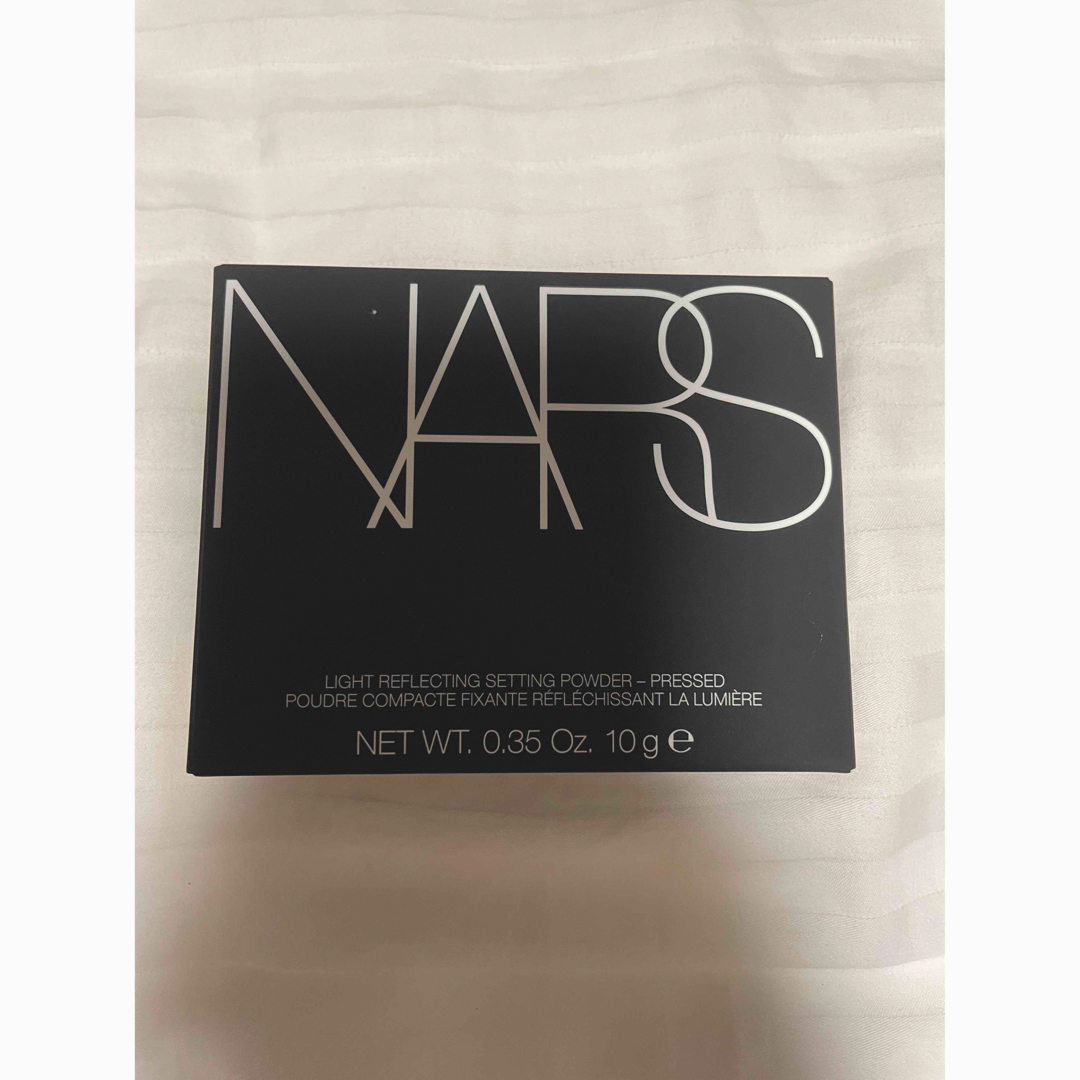 NARS
LIGHT REFLECTING SETTING POWDER – PRESSED
POUDRE COMPACTE FIXANTE RÉFLÉCHISSANT LA LUMIÈRE
NET WT. 0.35 Oz. 10 g ℮